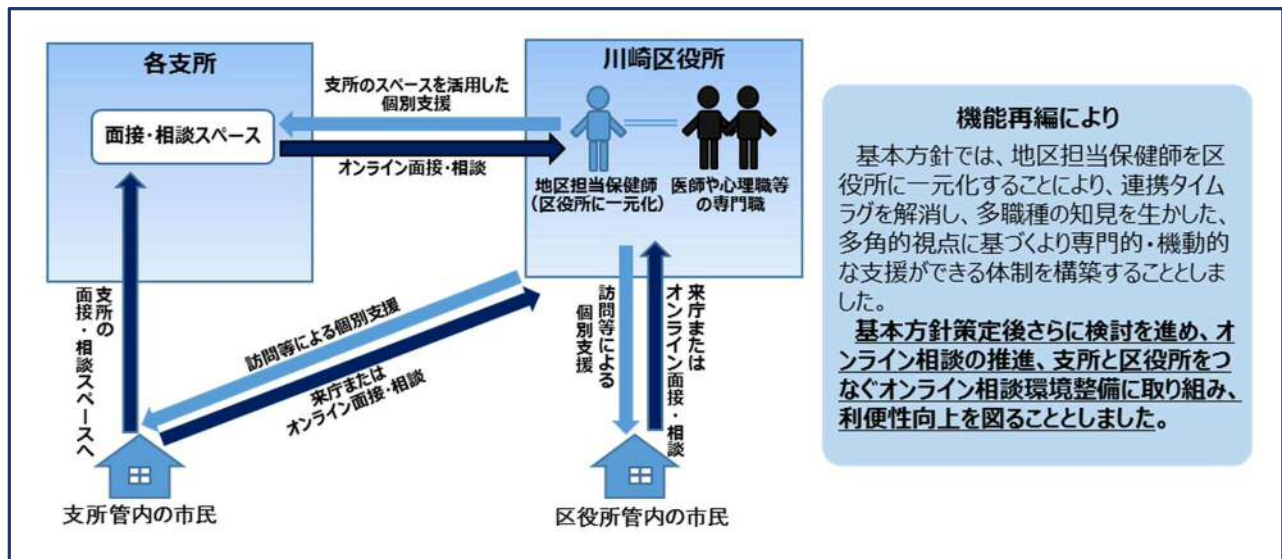 各支所
面接・相談スペース
支所のスペースを活用した
個別支援
オンライン面接・相談
川崎区役所
地区担当保健師
(区役所に一元化)
医師や心理職等
の専門職
支所の
面接・相談スペースへ
訪問等による個別支援
来庁または
オンライン面接・相談
訪問等による
個別支援
来庁または
オンライン面接・相談
支所管内の市民
区役所管内の市民
機能再編により
基本方針では、地区担当保健師を区
役所に一元化することにより、連携タイム
ラグを解消し、多職種の知見を生かした、
多角的視点に基づくより専門的・機動的
な支援ができる体制を構築することとしま
した。
基本方針策定後さらに検討を進め、オ
ンライン相談の推進、支所と区役所をつ
なぐオンライン相談環境整備に取り組み、
利便性向上を図ることとしました。